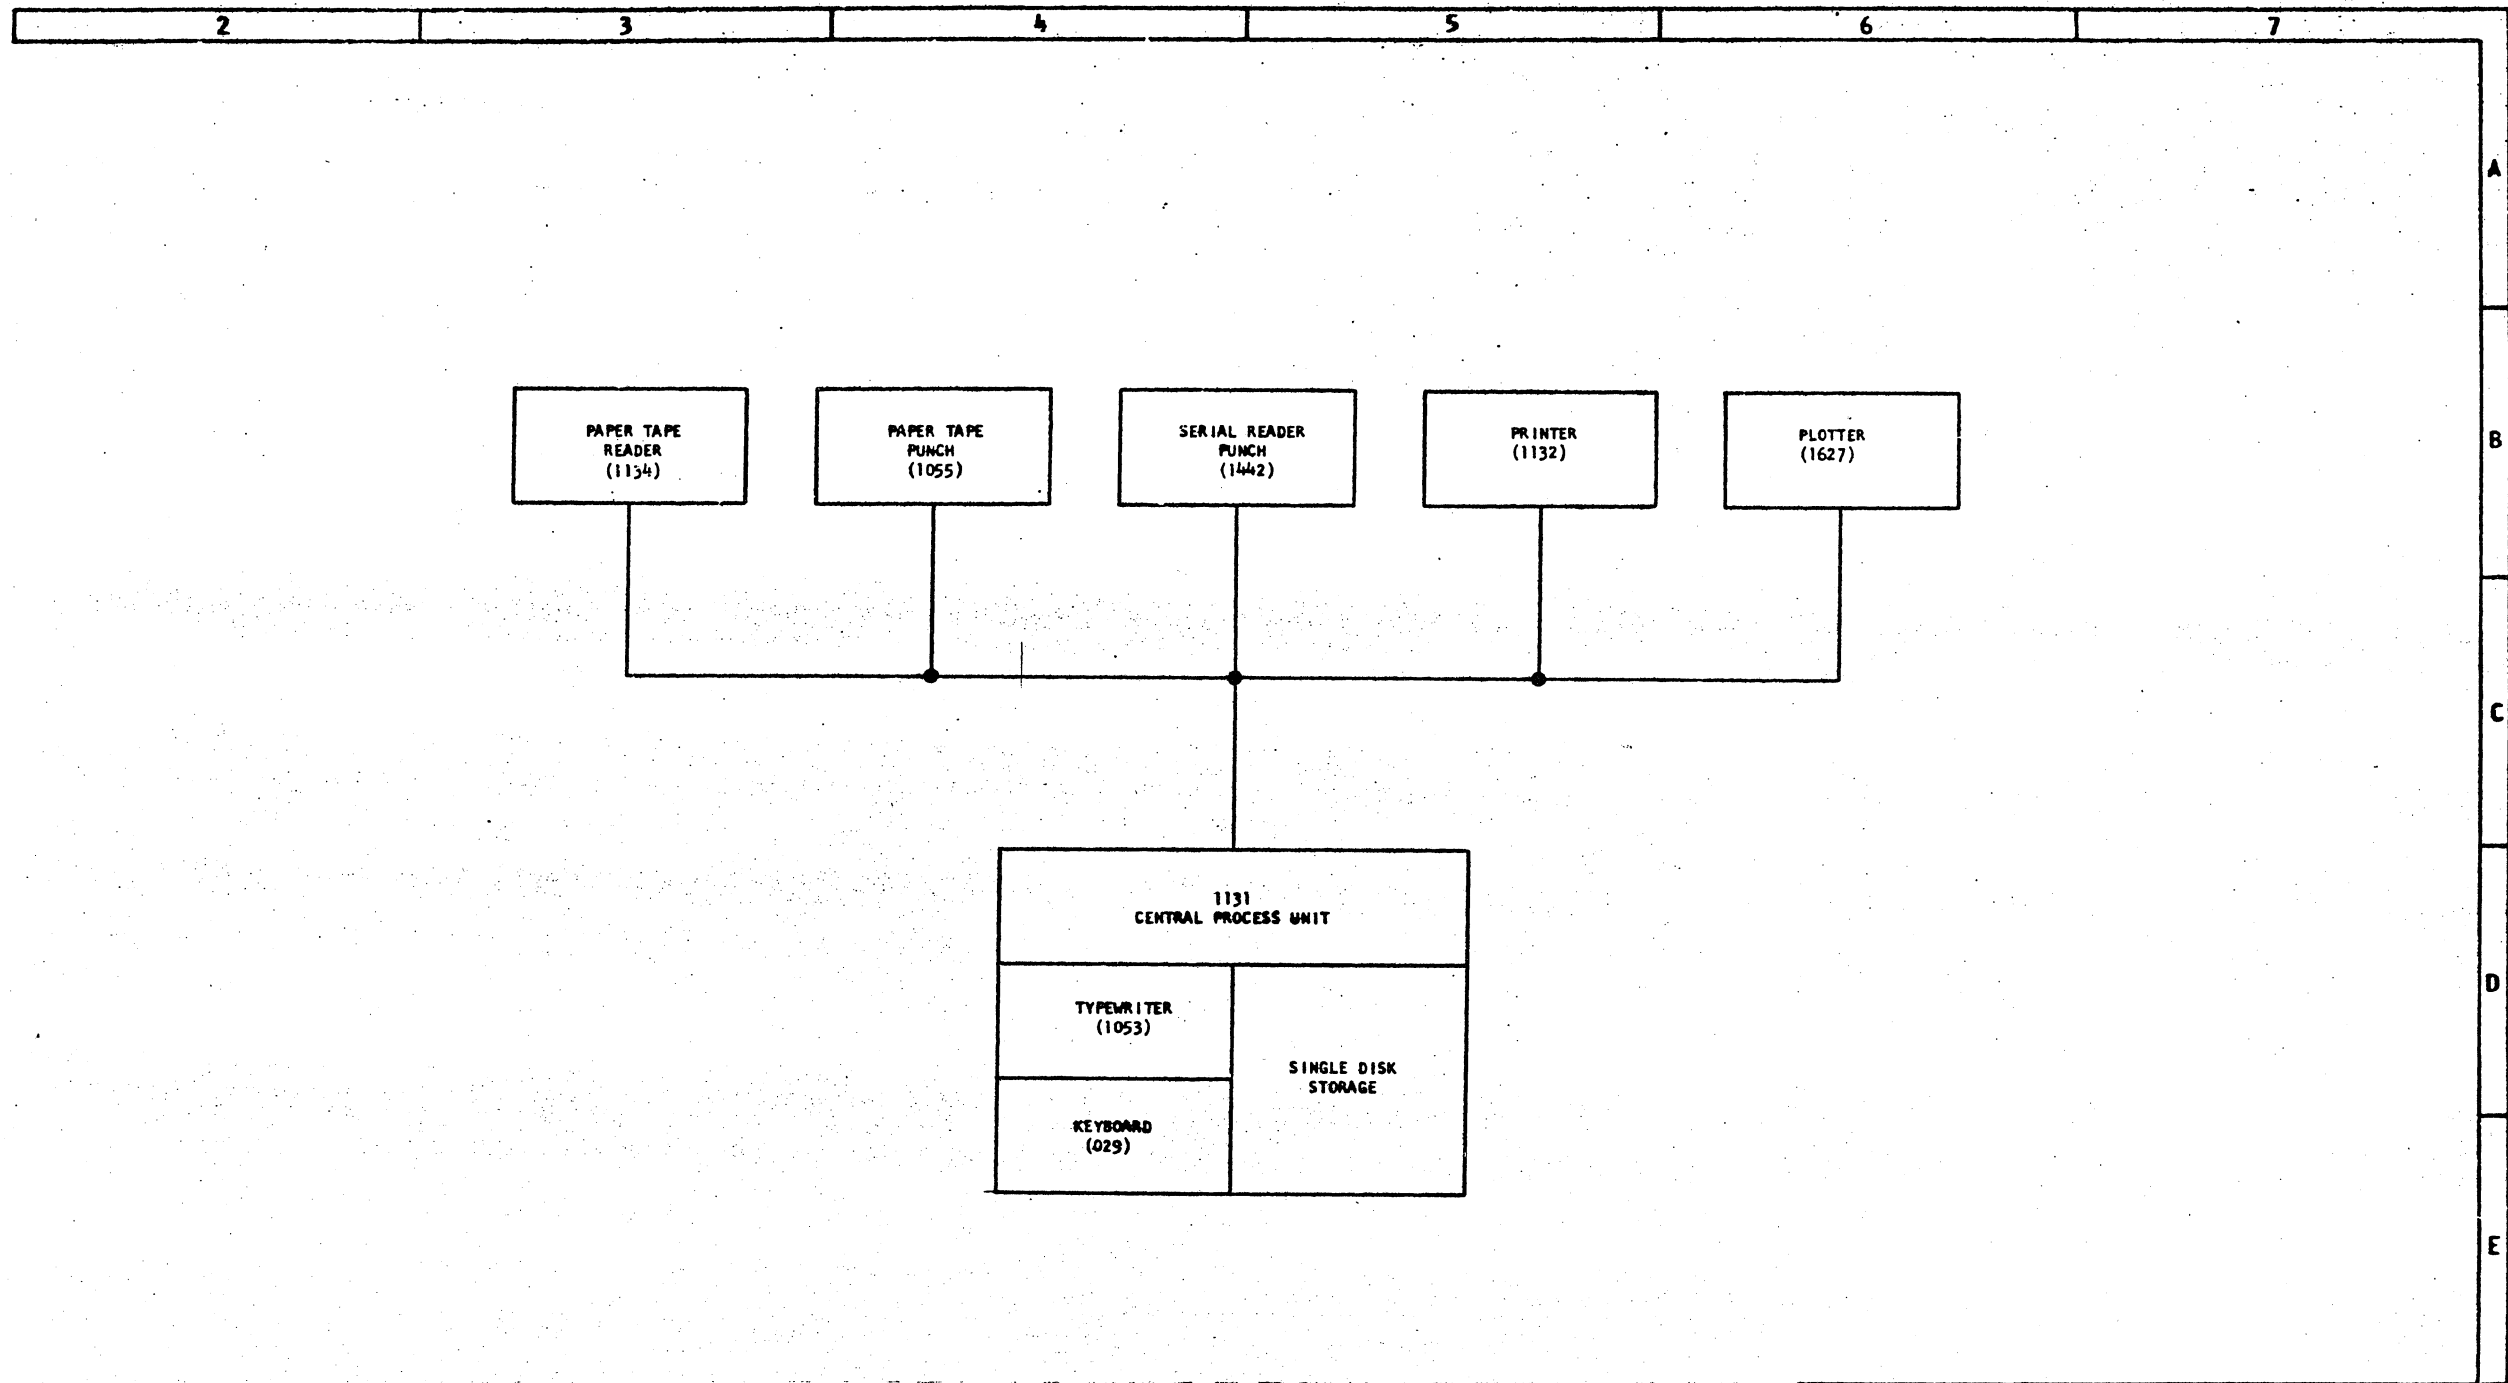 2 3 4 5 6 7
A
B
C
D
E
PAPER TAPE
READER
(1134)
PAPER TAPE
PUNCH
(1055)
SERIAL READER
PUNCH
(1442)
PRINTER
(1132)
PLOTTER
(1627)
1131
CENTRAL PROCESS UNIT
TYPEWRITER
(1053)
SINGLE DISK
STORAGE
KEYBOARD
(029)